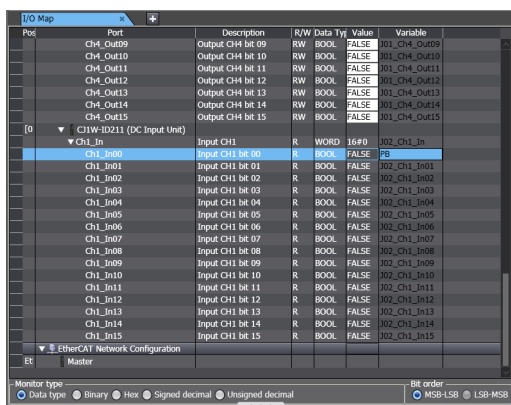 I/O Map × +
Pos Port Description R/W Data Typ Value Variable
Ch4_Out09 Output CH4 bit 09 RW BOOL FALSE J01_Ch4_Out09
Ch4_Out10 Output CH4 bit 10 RW BOOL FALSE J01_Ch4_Out10
Ch4_Out11 Output CH4 bit 11 RW BOOL FALSE J01_Ch4_Out11
Ch4_Out12 Output CH4 bit 12 RW BOOL FALSE J01_Ch4_Out12
Ch4_Out13 Output CH4 bit 13 RW BOOL FALSE J01_Ch4_Out13
Ch4_Out14 Output CH4 bit 14 RW BOOL FALSE J01_Ch4_Out14
Ch4_Out15 Output CH4 bit 15 RW BOOL FALSE J01_Ch4_Out15
[0 CJ1W-ID211 (DC Input Unit)
Ch1_In Input CH1 R WORD 16#0 J02_Ch1_In
Ch1_In00 Input CH1 bit 00 R BOOL FALSE PB
Ch1_In01 Input CH1 bit 01 R BOOL FALSE J02_Ch1_In01
Ch1_In02 Input CH1 bit 02 R BOOL FALSE J02_Ch1_In02
Ch1_In03 Input CH1 bit 03 R BOOL FALSE J02_Ch1_In03
Ch1_In04 Input CH1 bit 04 R BOOL FALSE J02_Ch1_In04
Ch1_In05 Input CH1 bit 05 R BOOL FALSE J02_Ch1_In05
Ch1_In06 Input CH1 bit 06 R BOOL FALSE J02_Ch1_In06
Ch1_In07 Input CH1 bit 07 R BOOL FALSE J02_Ch1_In07
Ch1_In08 Input CH1 bit 08 R BOOL FALSE J02_Ch1_In08
Ch1_In09 Input CH1 bit 09 R BOOL FALSE J02_Ch1_In09
Ch1_In10 Input CH1 bit 10 R BOOL FALSE J02_Ch1_In10
Ch1_In11 Input CH1 bit 11 R BOOL FALSE J02_Ch1_In11
Ch1_In12 Input CH1 bit 12 R BOOL FALSE J02_Ch1_In12
Ch1_In13 Input CH1 bit 13 R BOOL FALSE J02_Ch1_In13
Ch1_In14 Input CH1 bit 14 R BOOL FALSE J02_Ch1_In14
Ch1_In15 Input CH1 bit 15 R BOOL FALSE J02_Ch1_In15
EtherCAT Network Configuration
Et Master
Monitor type Bit order
Data type Binary Hex Signed decimal Unsigned decimal MSB-LSB LSB-MSB